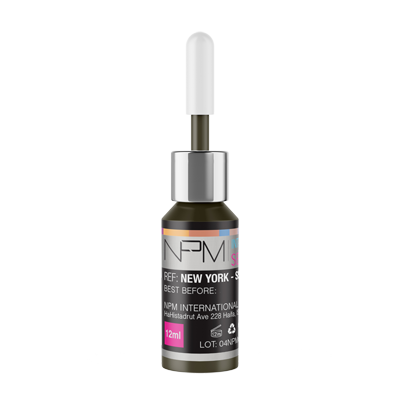 NPM
REF: NEW YORK - S
BEST BEFORE:
NPM INTERNATIONAL
HaHistadrut Ave 228 Haifa,
12ml
LOT: 04NPM